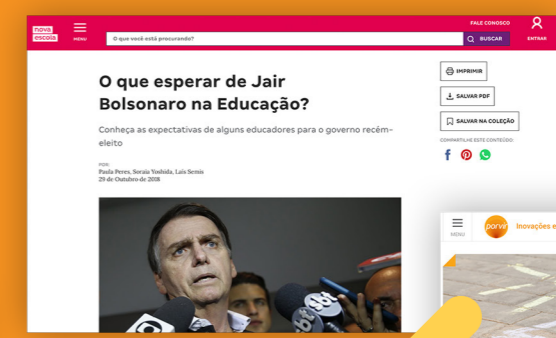 FALE CONOSCO
nova
escola
MENU
O que você está procurando?
BUSCAR
ENTRAR
O que esperar de Jair
Bolsonaro na Educação?
Conheça as expectativas de alguns educadores para o governo recém-
eleito
POR:
Paula Peres, Soraia Yoshida, Laís Semis
29 de Outubro de 2018
IMPRIMIR
SALVAR PDF
SALVAR NA COLEÇÃO
COMPARTILHE ESTE CONTEÚDO
sbt
sbt
MENU
porvir
Inovações e